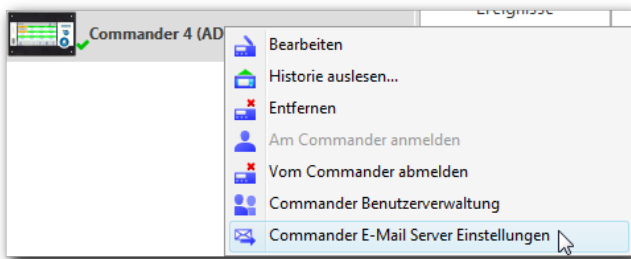 Ereignisse
Commander 4 (AD
Bearbeiten
Historie auslesen...
Entfernen
Am Commander anmelden
Vom Commander abmelden
Commander Benutzerverwaltung
Commander E-Mail Server Einstellungen